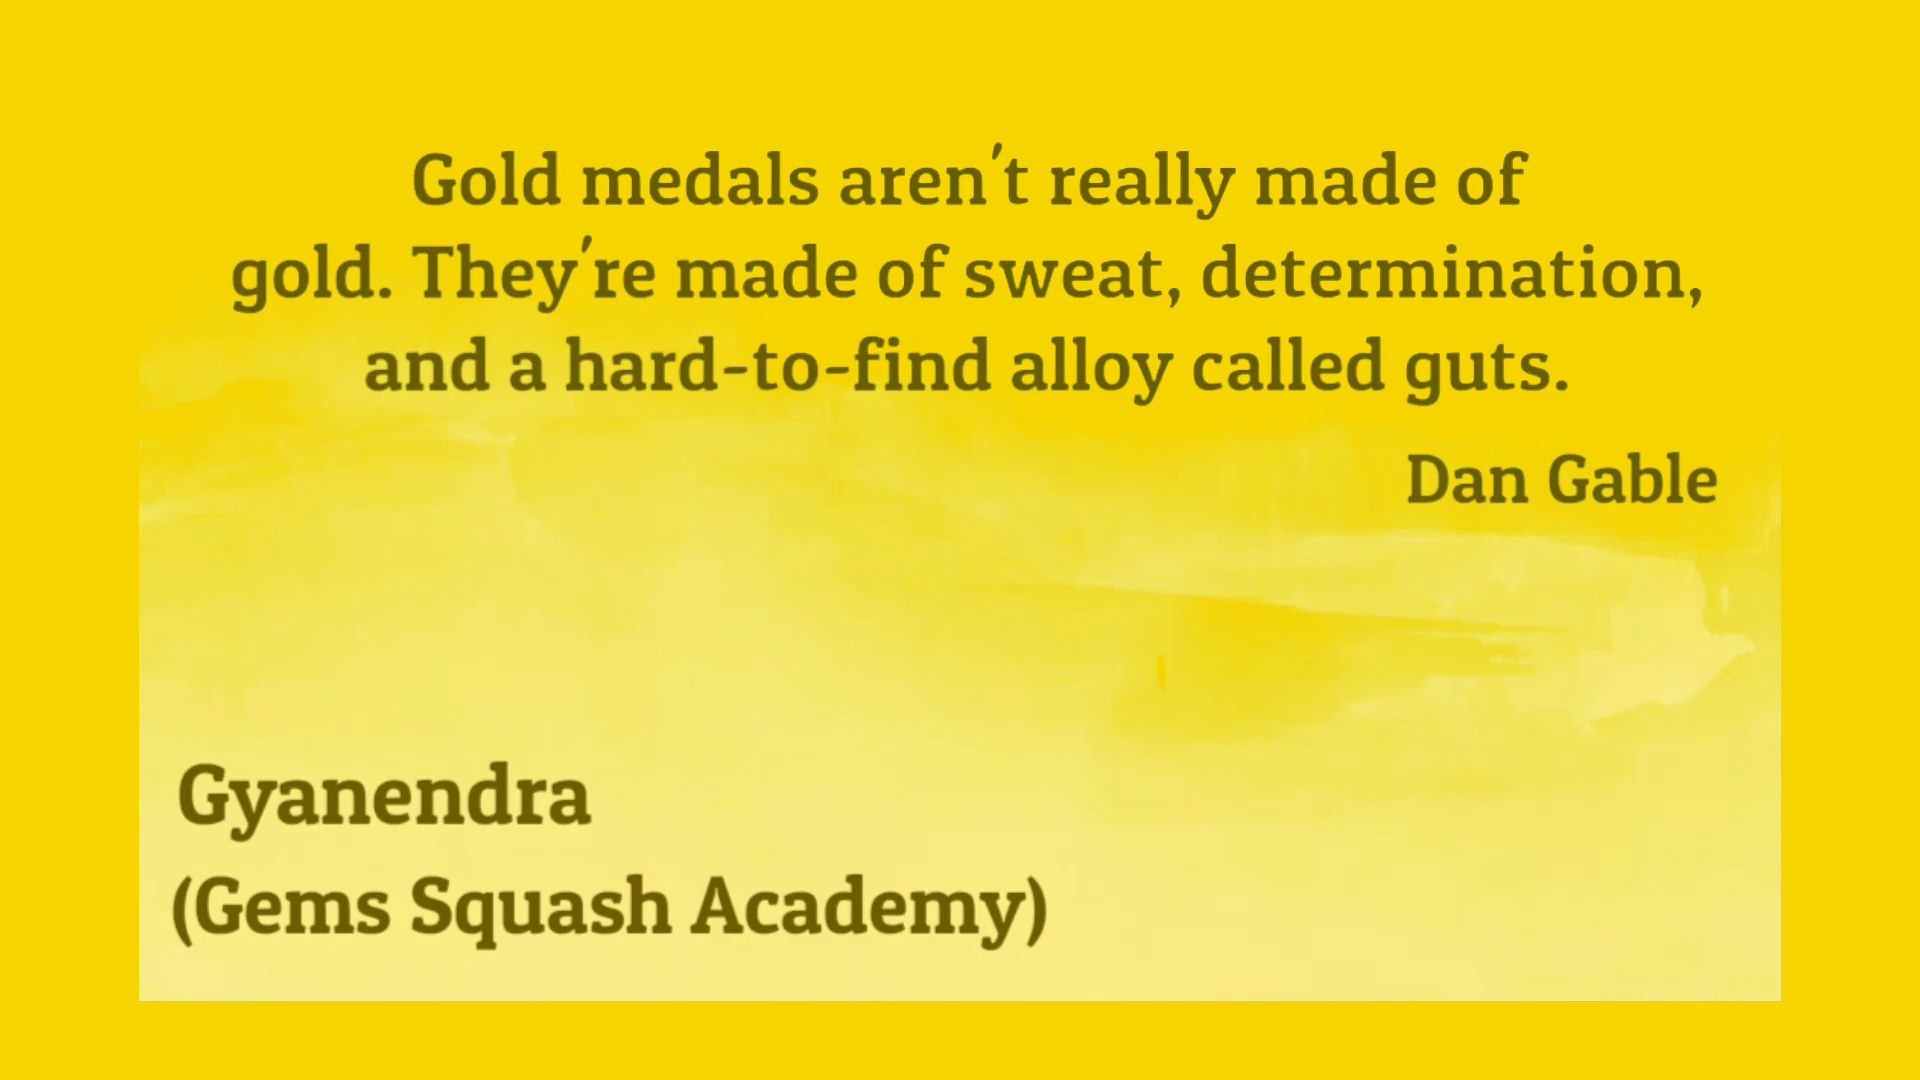 Gold medals aren't really made of
gold. They're made of sweat, determination,
and a hard-to-find alloy called guts.
Dan Gable
Gyanendra
(Gems Squash Academy)